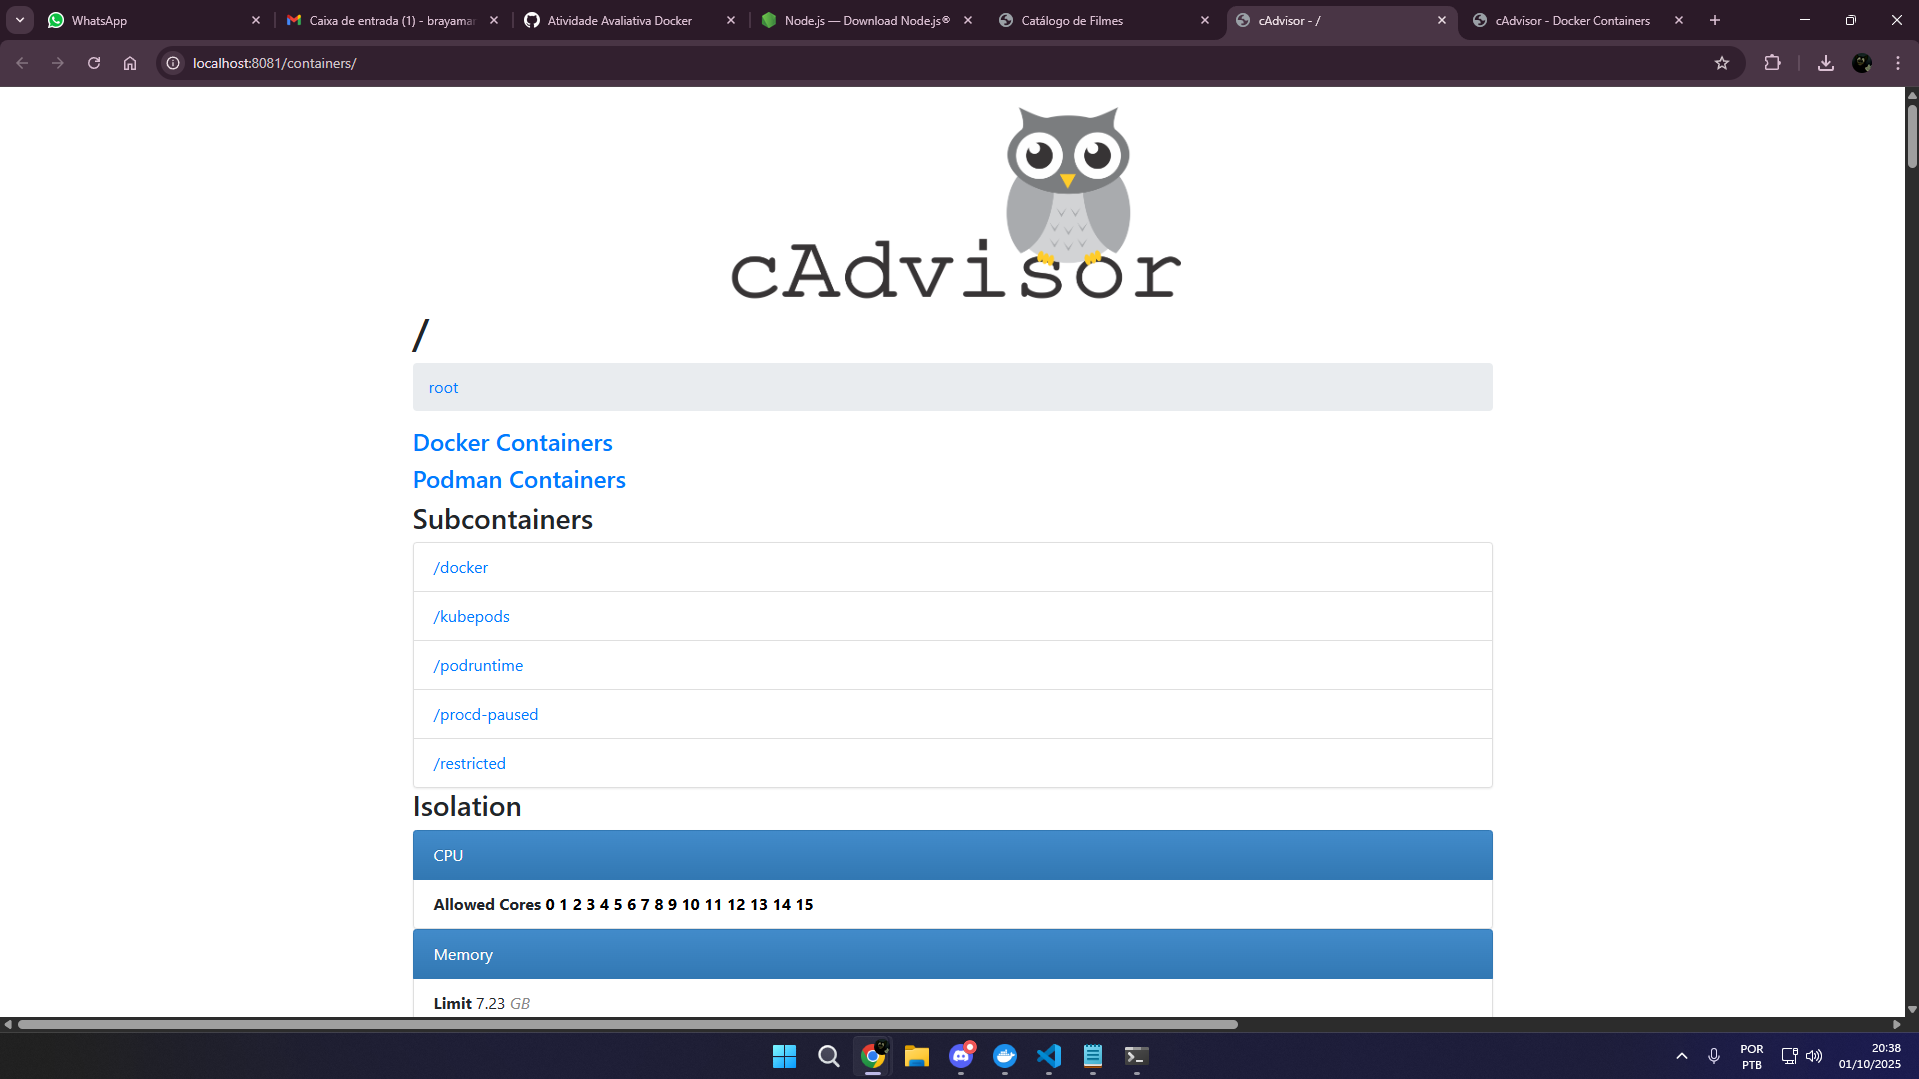 WhatsApp
Caixa de entrada (1) - brayamar
Atividade Avaliativa Docker
Node.js — Download Node.js®
Catálogo de Filmes
cAdvisor - /
cAdvisor - Docker Containers
localhost:8081/containers/
cAdvisor
/
root
Docker Containers
Podman Containers
Subcontainers
/docker
/kubepods
/podruntime
/procd-paused
/restricted
Isolation
CPU
Allowed Cores 0 1 2 3 4 5 6 7 8 9 10 11 12 13 14 15
Memory
Limit 7.23 GB
POR
PTB
20:38
01/10/2025